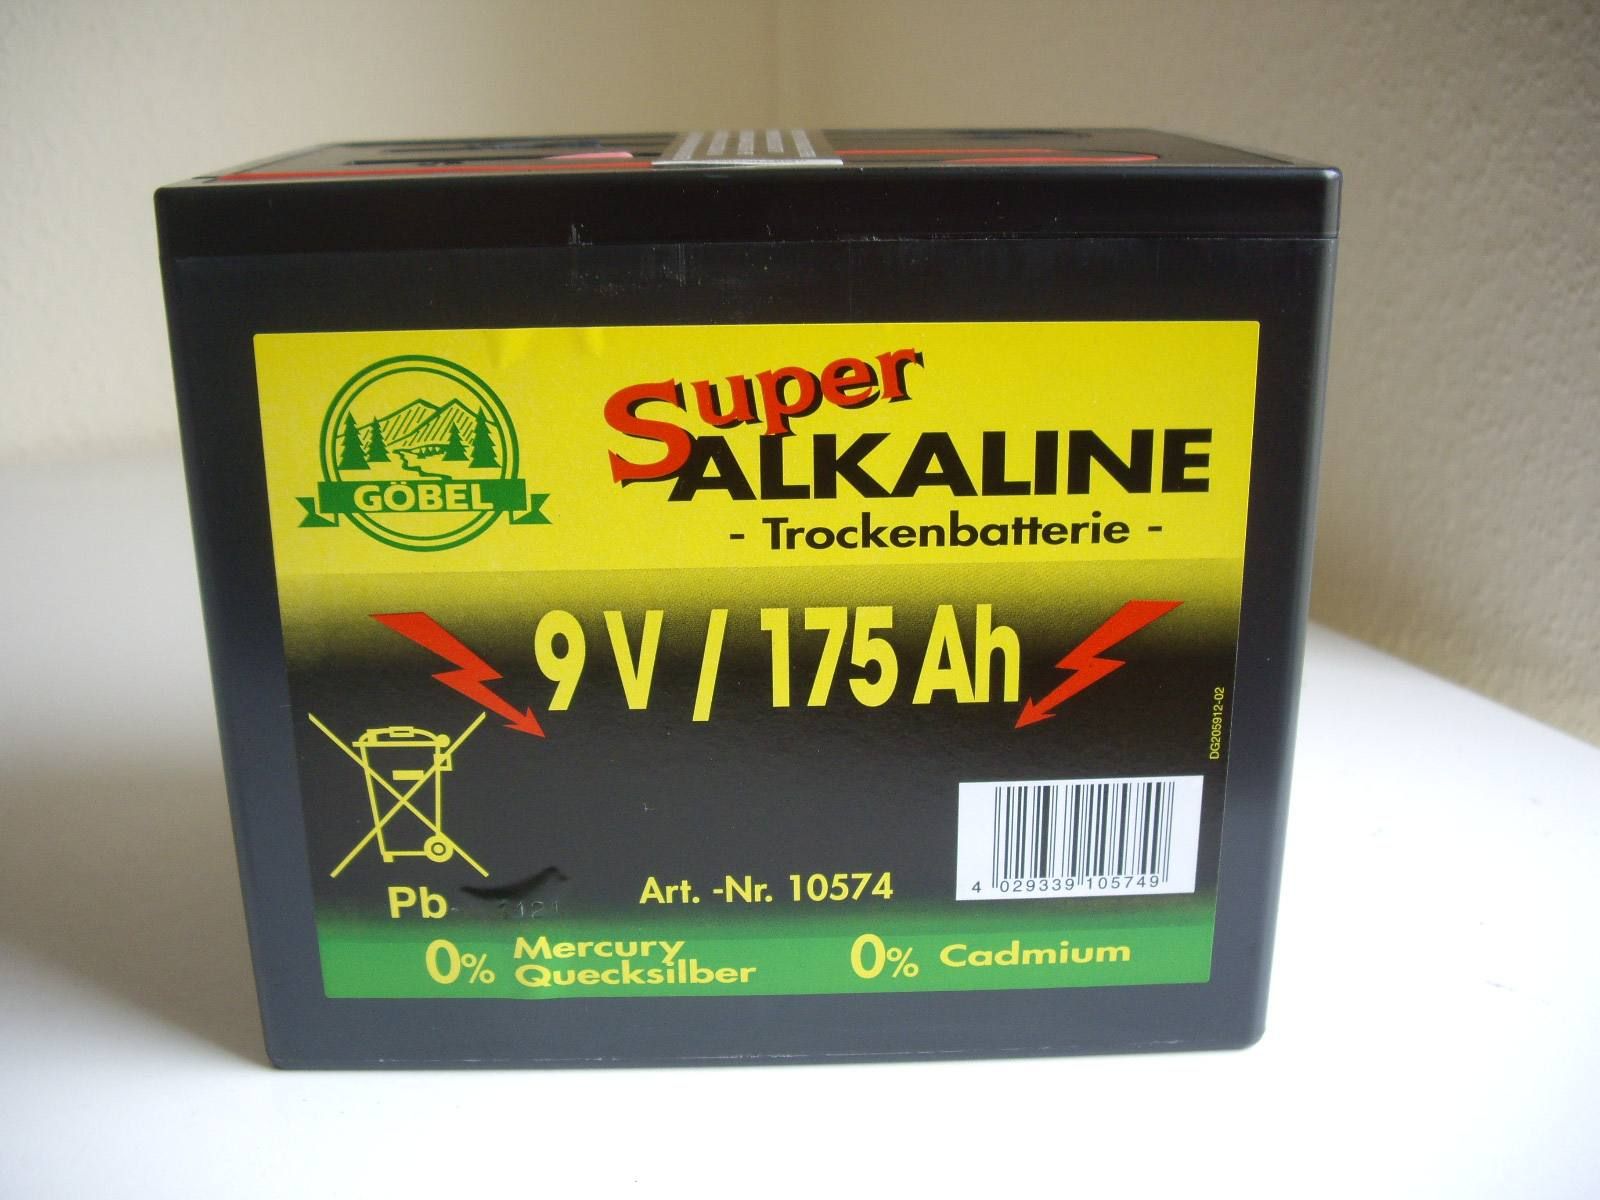 GÖBEL
Super
ALKALINE
- Trockenbatterie -
9 V / 175 Ah
DG205912-02
Pb
Art. -Nr. 10574
4 029339 105749
0% Mercury
Quecksilber
0% Cadmium